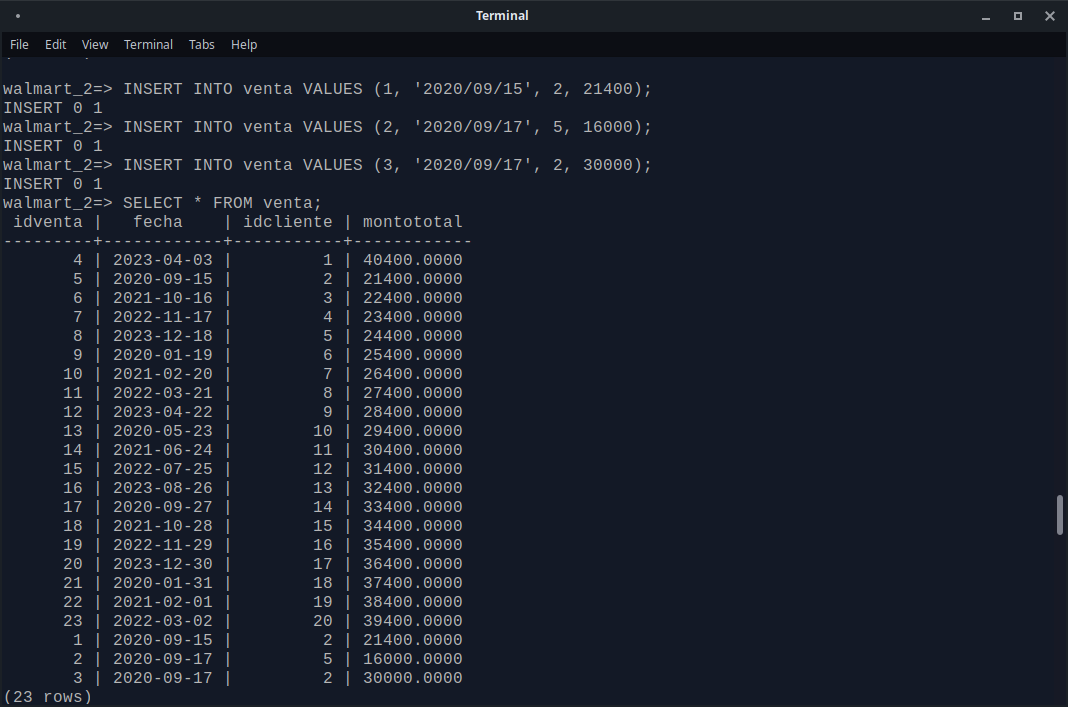 Terminal
File Edit View Terminal Tabs Help
walmart_2=> INSERT INTO venta VALUES (1, '2020/09/15', 2, 21400);
INSERT 0 1
walmart_2=> INSERT INTO venta VALUES (2, '2020/09/17', 5, 16000);
INSERT 0 1
walmart_2=> INSERT INTO venta VALUES (3, '2020/09/17', 2, 30000);
INSERT 0 1
walmart_2=> SELECT * FROM venta;
 idventa |   fecha    | idcliente | montototal
---------+------------+-----------+------------
       4 | 2023-04-03 |         1 | 40400.0000
       5 | 2020-09-15 |         2 | 21400.0000
       6 | 2021-10-16 |         3 | 22400.0000
       7 | 2022-11-17 |         4 | 23400.0000
       8 | 2023-12-18 |         5 | 24400.0000
       9 | 2020-01-19 |         6 | 25400.0000
      10 | 2021-02-20 |         7 | 26400.0000
      11 | 2022-03-21 |         8 | 27400.0000
      12 | 2023-04-22 |         9 | 28400.0000
      13 | 2020-05-23 |        10 | 29400.0000
      14 | 2021-06-24 |        11 | 30400.0000
      15 | 2022-07-25 |        12 | 31400.0000
      16 | 2023-08-26 |        13 | 32400.0000
      17 | 2020-09-27 |        14 | 33400.0000
      18 | 2021-10-28 |        15 | 34400.0000
      19 | 2022-11-29 |        16 | 35400.0000
      20 | 2023-12-30 |        17 | 36400.0000
      21 | 2020-01-31 |        18 | 37400.0000
      22 | 2021-02-01 |        19 | 38400.0000
      23 | 2022-03-02 |        20 | 39400.0000
       1 | 2020-09-15 |         2 | 21400.0000
       2 | 2020-09-17 |         5 | 16000.0000
       3 | 2020-09-17 |         2 | 30000.0000
(23 rows)